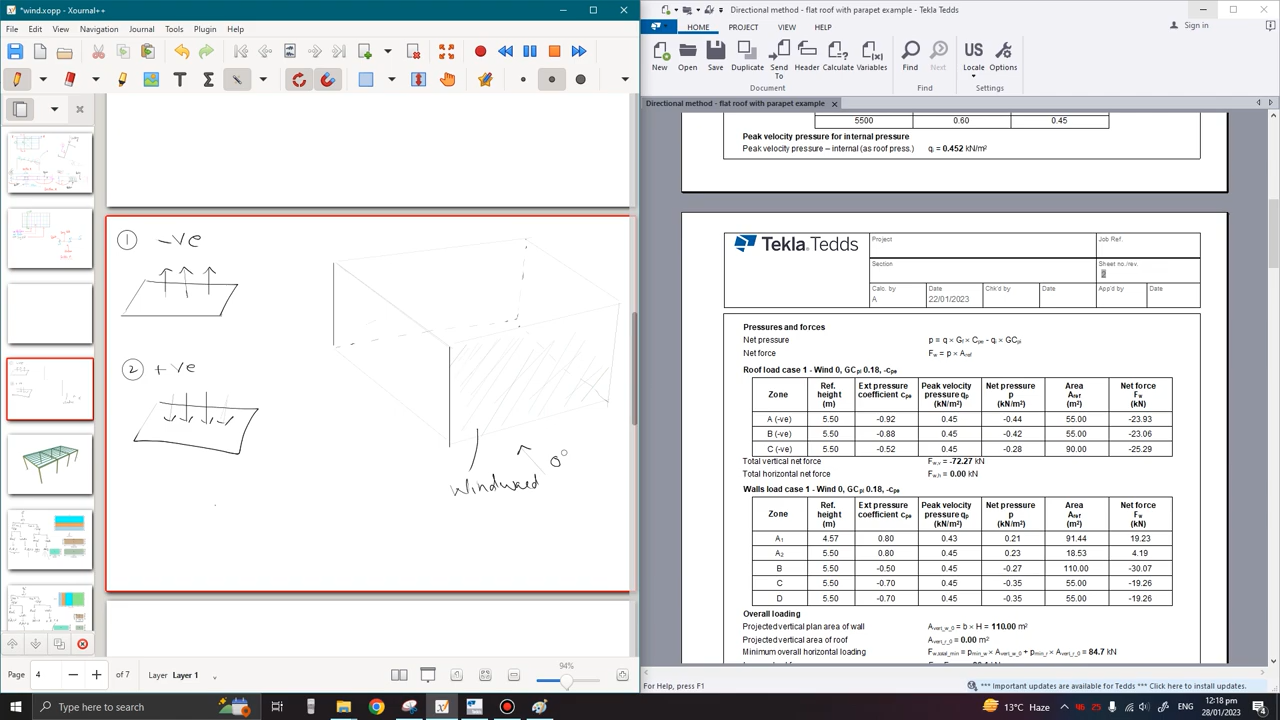 *wind.xopp - Xournal++
File Edit View Navigation Journal Tools Plugin Help
① -ve
② +ve
Windward
0°
Page 4 of 7 Layer Layer 1
94%
Directional method - flat roof with parapet example - Tekla Tedds
HOME PROJECT VIEW HELP
Sign in
New Open Save Duplicate Send To Header Calculate Variables Find Next US Locale Options
Document Find Settings
Directional method - flat roof with parapet example
5500 0.60 0.45
Peak velocity pressure for internal pressure
Peak velocity pressure – internal (as roof press.) qi = 0.452 kN/m²
Tekla Tedds
Project Job Ref.
Section Sheet no./rev.
2
Calc. by Date Chk'd by Date App'd by Date
A 22/01/2023
Pressures and forces
Net pressure p = q × Gf × Cpe - qi × GCpi
Net force Fw = p × Aref
Roof load case 1 - Wind 0, GCpi 0.18, -cpe
Zone Ref. height (m) Ext pressure coefficient cpe Peak velocity pressure qp (kN/m²) Net pressure p (kN/m²) Area Aref (m²) Net force Fw (kN)
A (-ve) 5.50 -0.92 0.45 -0.44 55.00 -23.93
B (-ve) 5.50 -0.88 0.45 -0.42 55.00 -23.06
C (-ve) 5.50 -0.52 0.45 -0.28 90.00 -25.29
Total vertical net force Fw,v = -72.27 kN
Total horizontal net force Fw,h = 0.00 kN
Walls load case 1 - Wind 0, GCpi 0.18, -cpe
Zone Ref. height (m) Ext pressure coefficient cpe Peak velocity pressure qp (kN/m²) Net pressure p (kN/m²) Area Aref (m²) Net force Fw (kN)
A1 4.57 0.80 0.43 0.21 91.44 19.23
A2 5.50 0.80 0.45 0.23 18.53 4.19
B 5.50 -0.50 0.45 -0.27 110.00 -30.07
C 5.50 -0.70 0.45 -0.35 55.00 -19.26
D 5.50 -0.70 0.45 -0.35 55.00 -19.26
Overall loading
Projected vertical plan area of wall Avert_w_0 = b × H = 110.00 m²
Projected vertical area of roof Avert_r_0 = 0.00 m²
Minimum overall horizontal loading Fw,total_min = pmin_w × Avert_w_0 + pmin_r × Avert_r_0 = 84.7 kN
For Help, press F1
*** Important updates are available for Tedds *** Click here to install updates.
Type here to search
13°C Haze 46 25
12:18 pm
28/01/2023